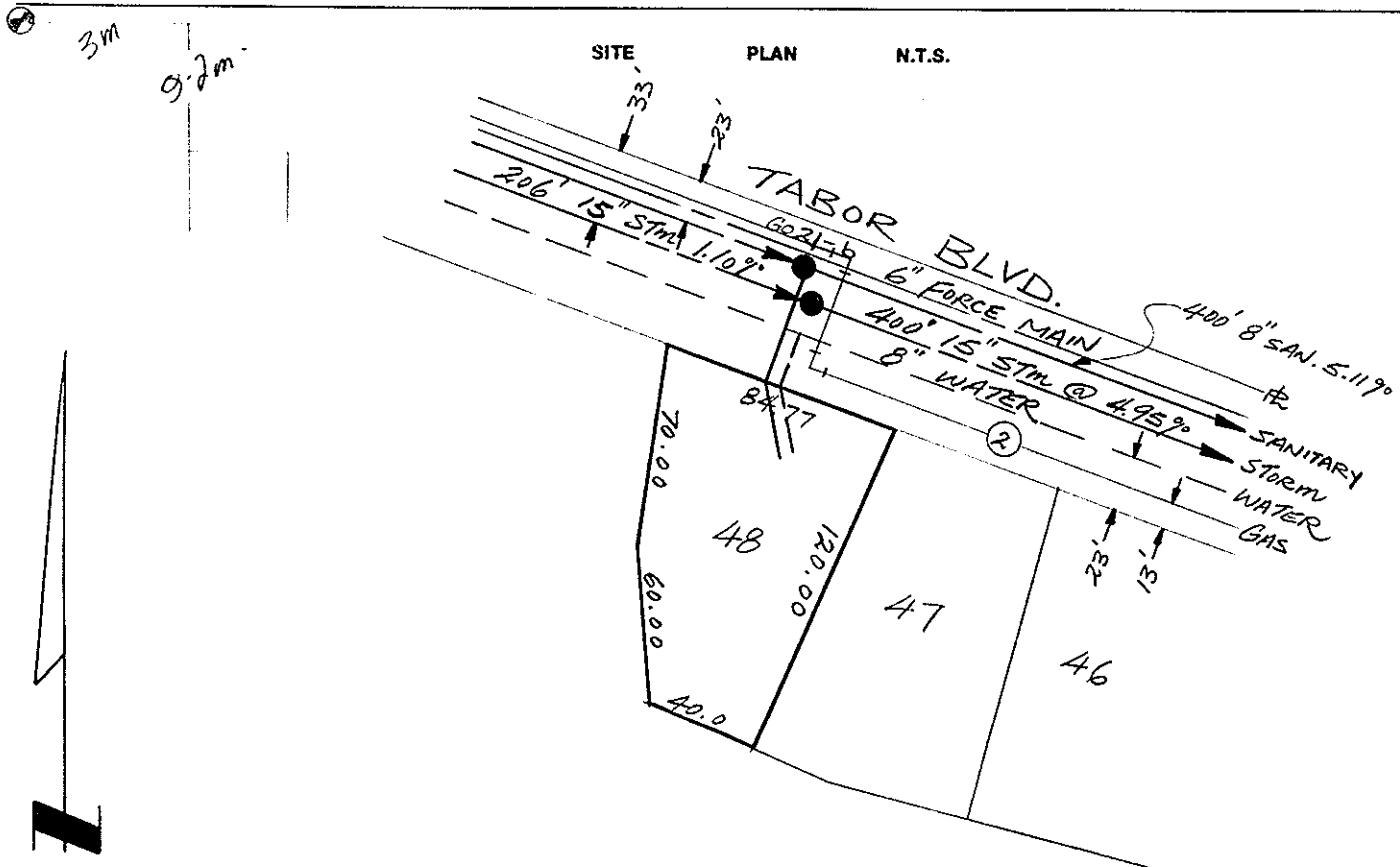 3m
9.2m
SITE PLAN N.T.S.
33'
23'
TABOR BLVD.
206' 15" STM 1.10%
6" FORCE MAIN
400' 8" SAN. 5.11%
400' 15" STM @ 4.95%
8" WATER
2
SANITARY
STORM
WATER
GAS
84.77
70.00
60.00
120.00
40.0
48
47
46
23'
13'